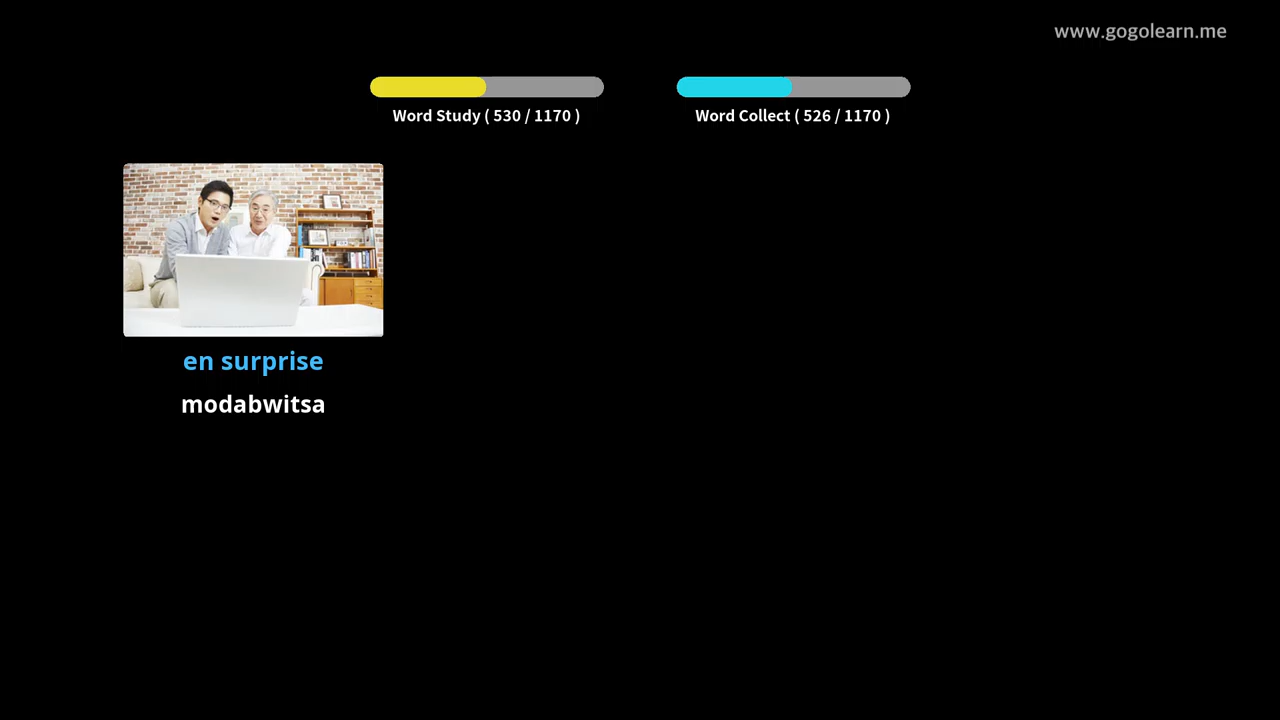 www.gogolearn.me
Word Study ( 530 / 1170 )
Word Collect ( 526 / 1170 )
en surprise
modabwitsa